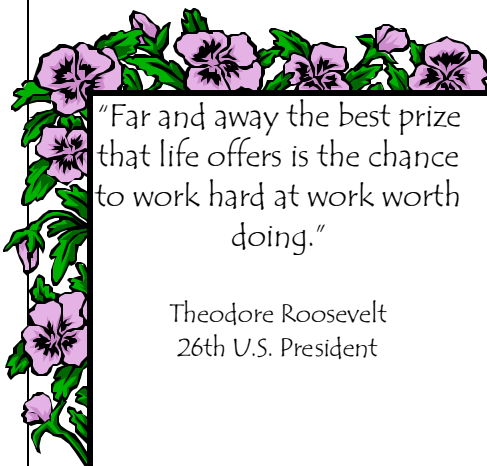 “Far and away the best prize
that life offers is the chance
to work hard at work worth
doing.”
Theodore Roosevelt
26th U.S. President